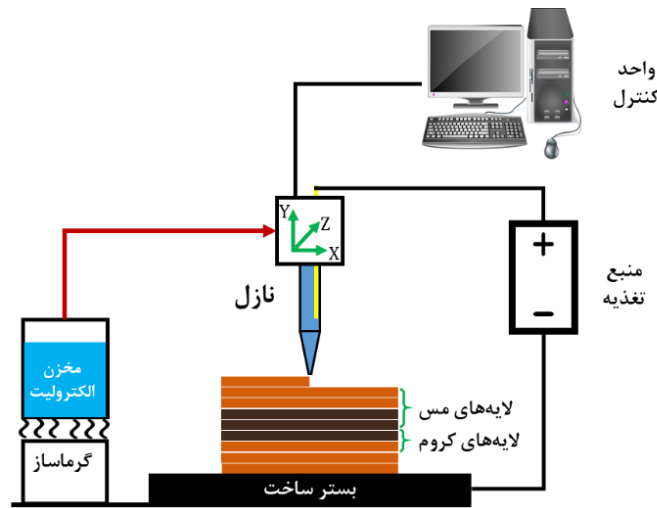 واحد
کنترل
Y
Z
X
نازل
+
−
منبع
تغذیه
مخزن
الکترولیت
گرماساز
لایه‌های مس
لایه‌های کروم
بستر ساخت